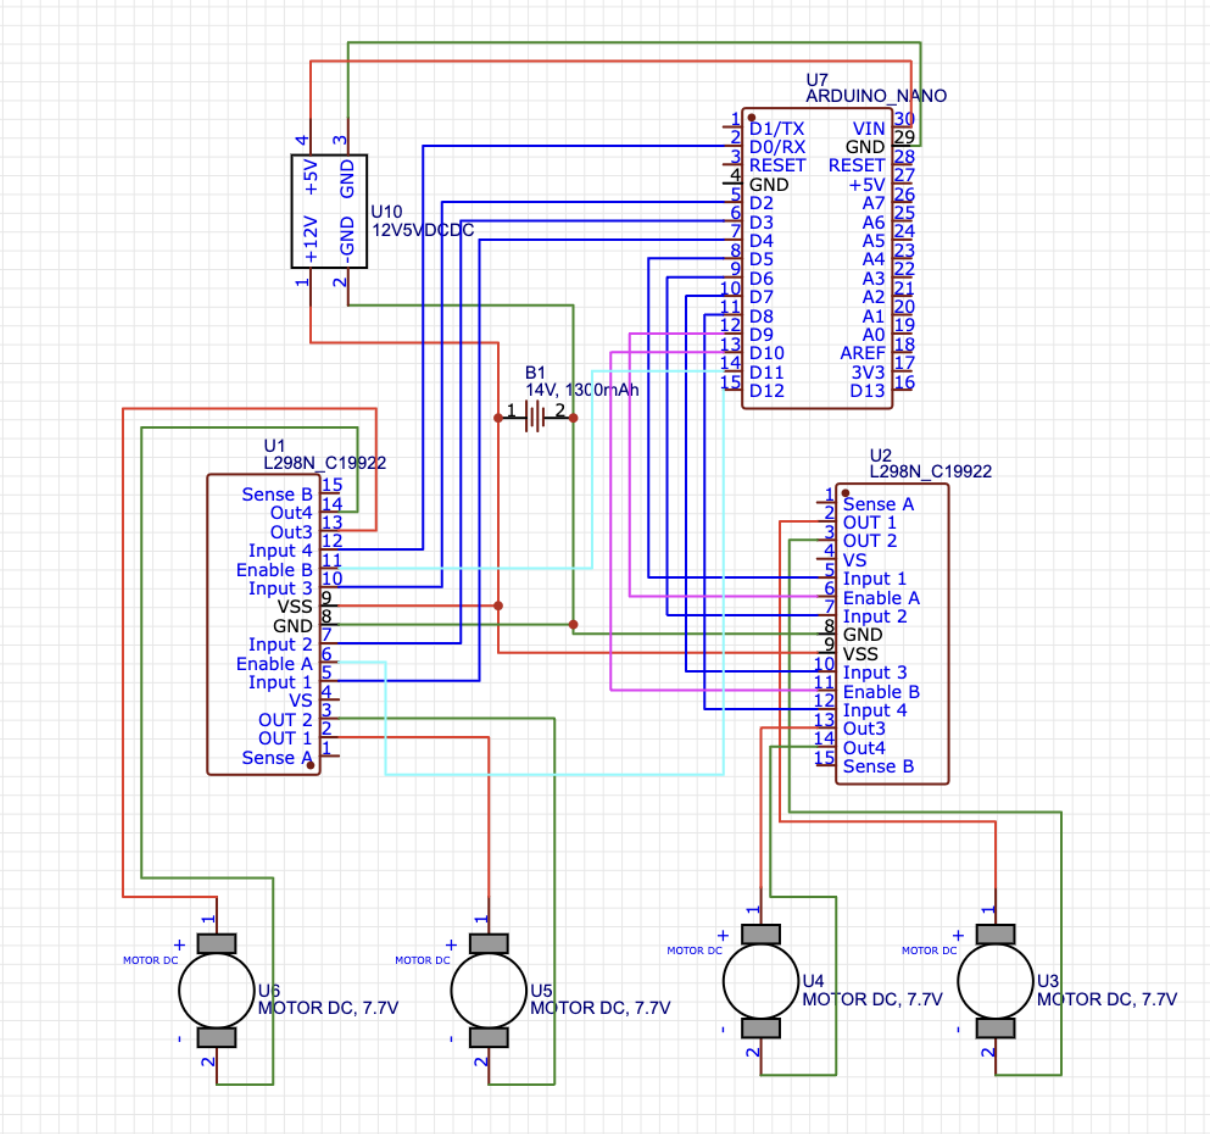 U7
ARDUINO_NANO
1 D1/TX VIN 30
2 D0/RX GND 29
3 RESET RESET 28
4 GND +5V 27
5 D2 A7 26
6 D3 A6 25
7 D4 A5 24
8 D5 A4 23
9 D6 A3 22
10 D7 A2 21
11 D8 A1 20
12 D9 A0 19
13 D10 AREF 18
14 D11 3V3 17
15 D12 D13 16
4 3
+5V GND
U10
12V5VDCDC
+12V -GND
1 2
B1
14V, 1300mAh
1 2
U1
L298N_C19922
Sense B 15
Out4 14
Out3 13
Input 4 12
Enable B 11
Input 3 10
VSS 9
GND 8
Input 2 7
Enable A 6
Input 1 5
VS 4
OUT 2 3
OUT 1 2
Sense A 1
U2
L298N_C19922
1 Sense A
2 OUT 1
3 OUT 2
4 VS
5 Input 1
6 Enable A
7 Input 2
8 GND
9 VSS
10 Input 3
11 Enable B
12 Input 4
13 Out3
14 Out4
15 Sense B
1
+
MOTOR DC
U6
MOTOR DC, 7.7V
-
2
1
+
MOTOR DC
U5
MOTOR DC, 7.7V
-
2
1
+
MOTOR DC
U4
MOTOR DC, 7.7V
-
2
1
+
MOTOR DC
U3
MOTOR DC, 7.7V
-
2